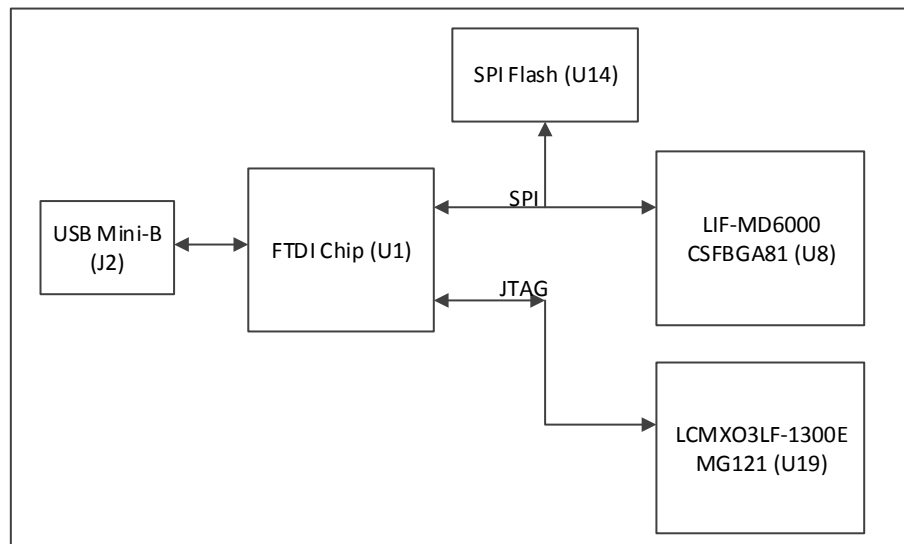 SPI Flash (U14)
SPI
USB Mini-B
(J2)
FTDI Chip (U1)
LIF-MD6000
CSFBGA81 (U8)
JTAG
LCMXO3LF-1300E
MG121 (U19)